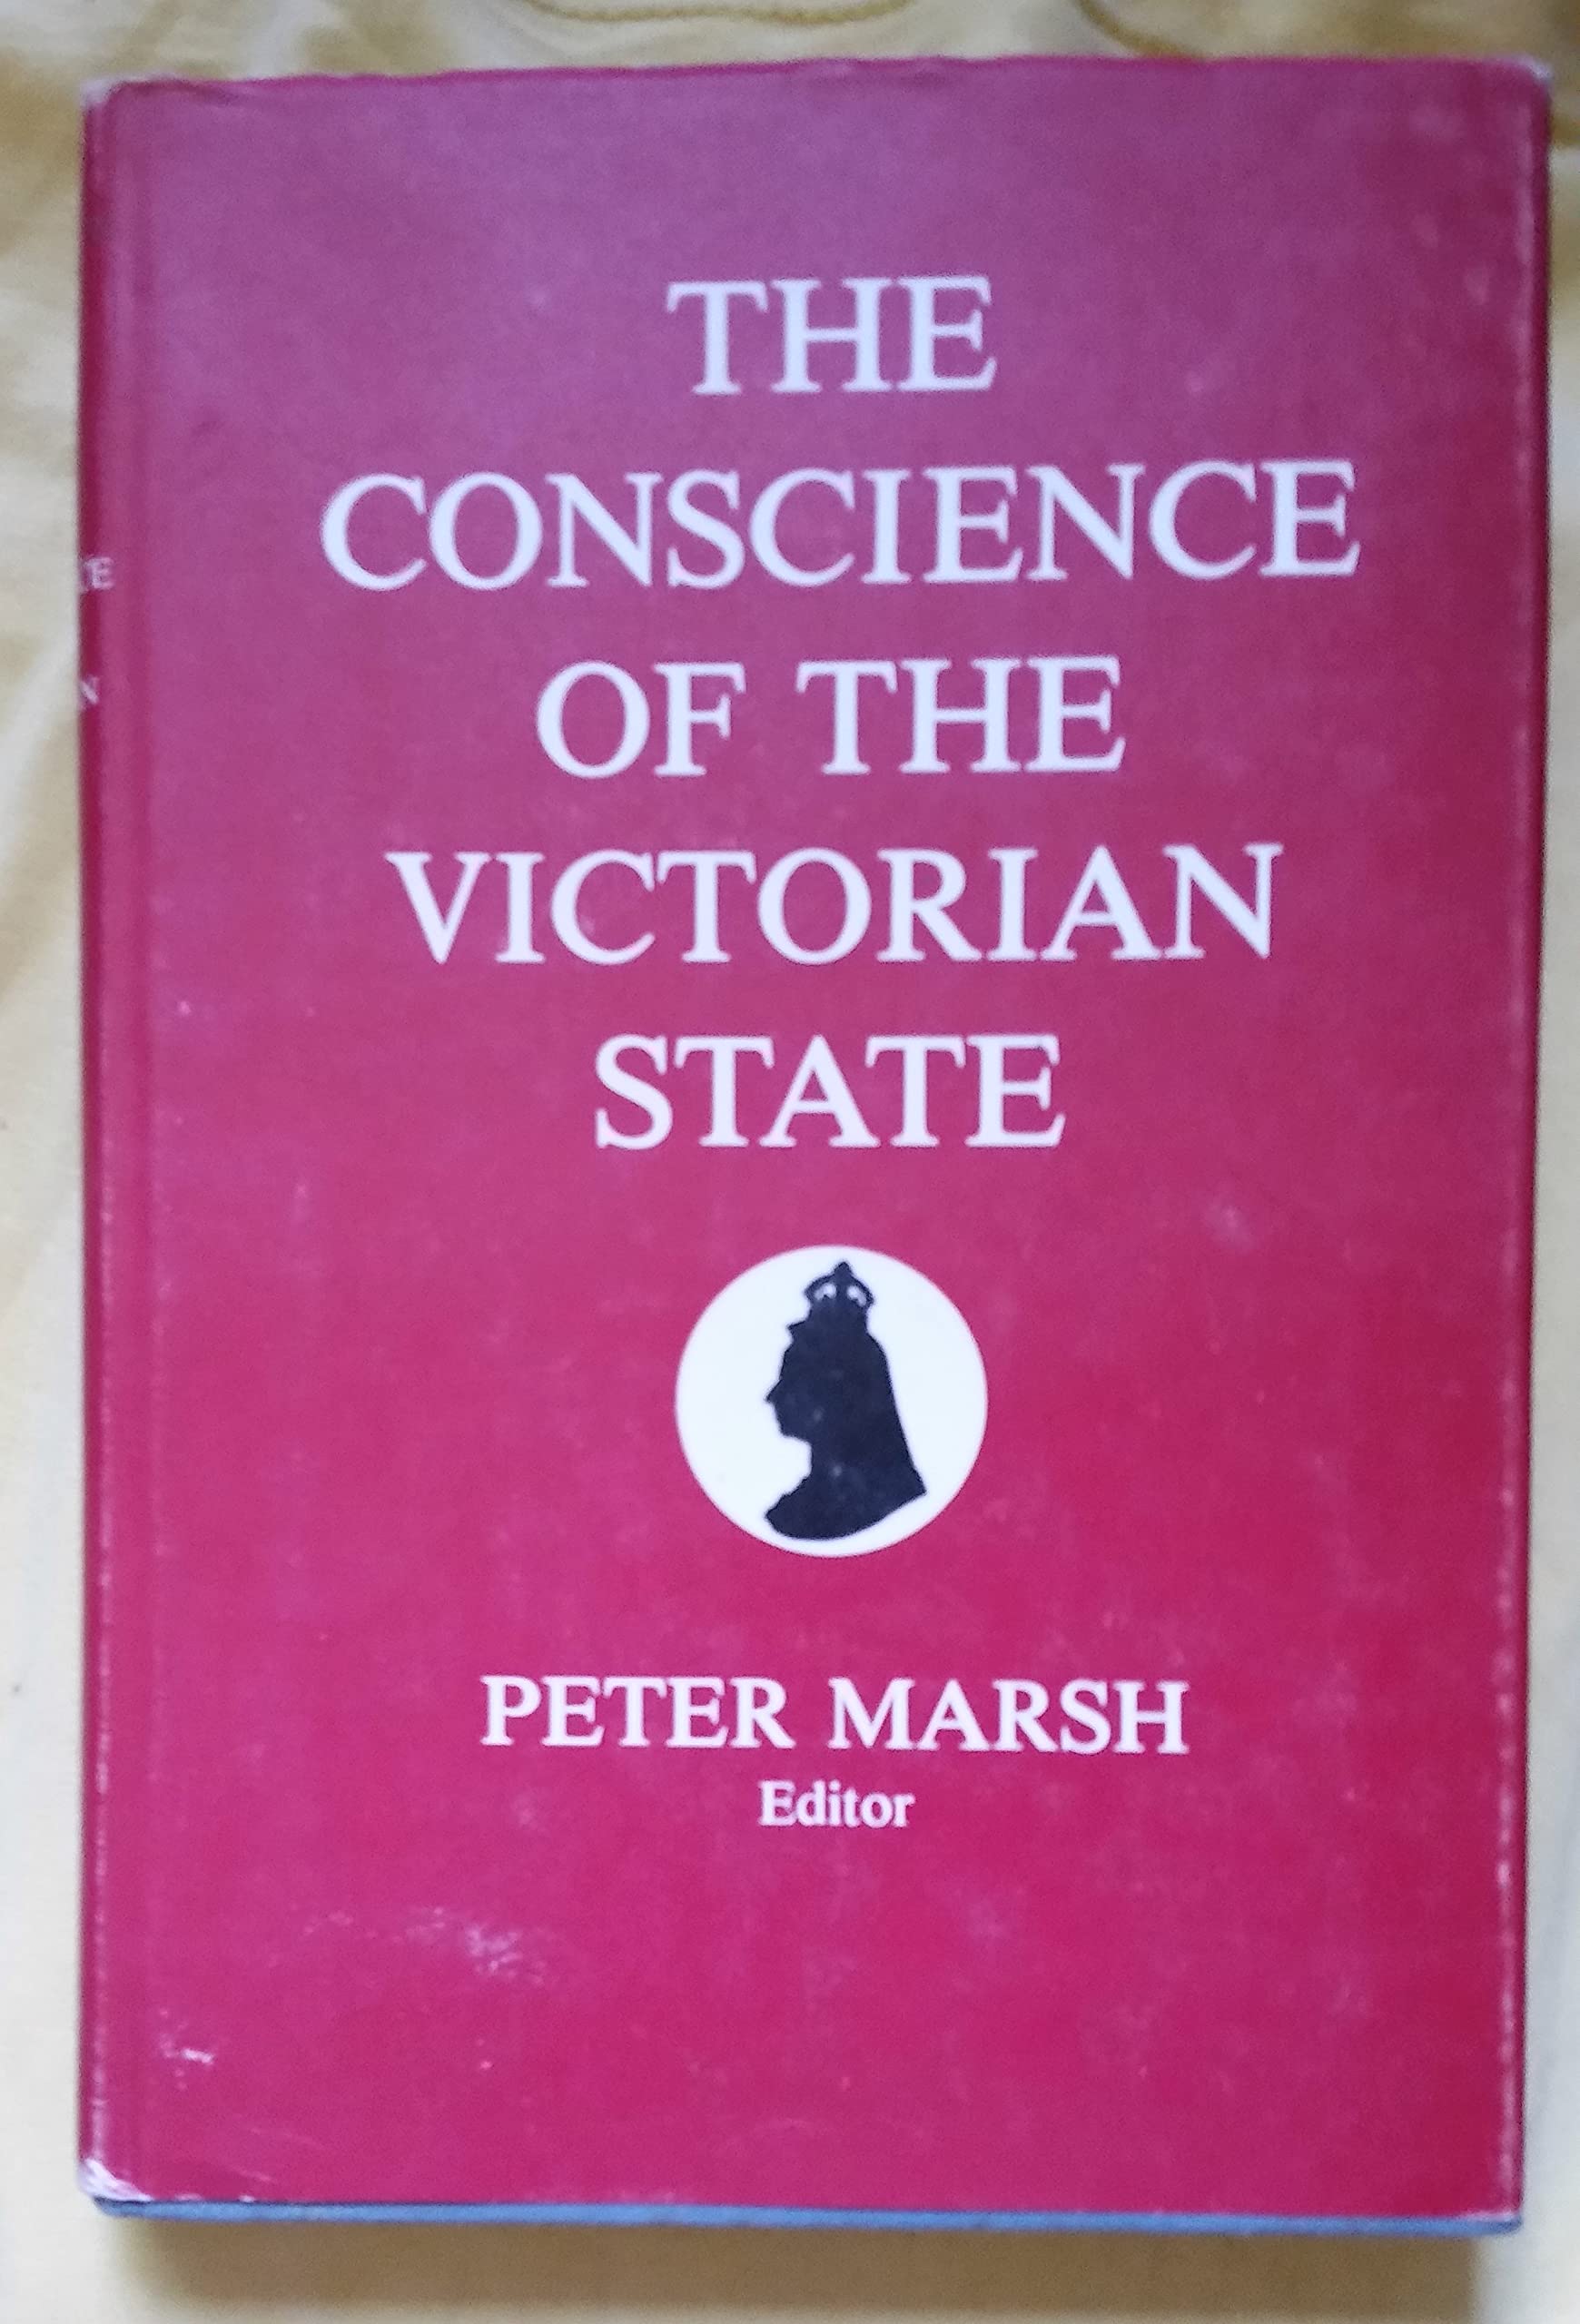 THE
CONSCIENCE
OF THE
VICTORIAN
STATE
PETER MARSH
Editor